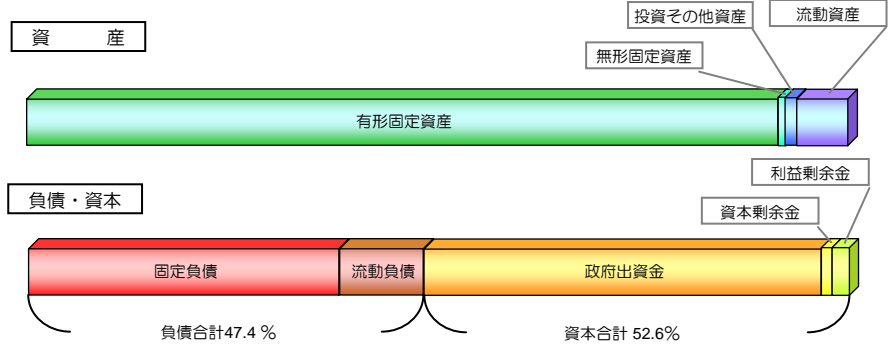 投資その他資産
流動資産
資　　産
無形固定資産
有形固定資産
利益剰余金
負債・資本
資本剰余金
固定負債
流動負債
政府出資金
負債合計47.4 %
資本合計 52.6%